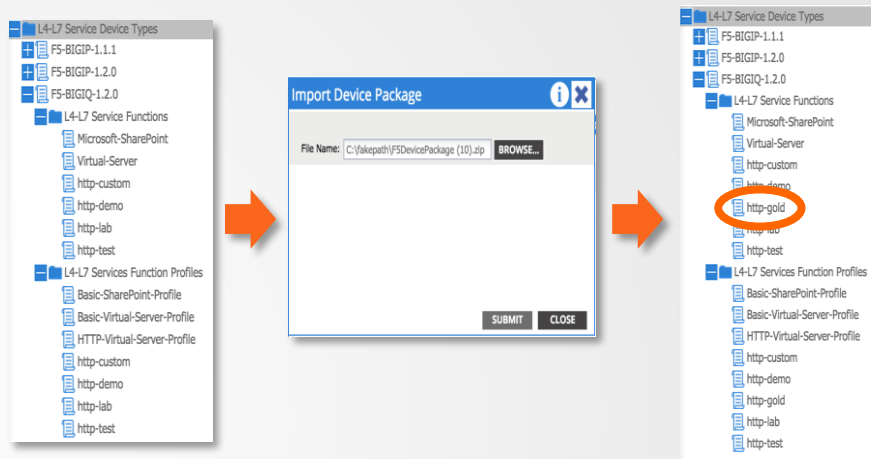 L4-L7 Service Device Types
F5-BIGIP-1.1.1
F5-BIGIP-1.2.0
F5-BIGIQ-1.2.0
L4-L7 Service Functions
Microsoft-SharePoint
Virtual-Server
http-custom
http-demo
http-lab
http-test
L4-L7 Services Function Profiles
Basic-SharePoint-Profile
Basic-Virtual-Server-Profile
HTTP-Virtual-Server-Profile
http-custom
http-demo
http-lab
http-test
Import Device Package
File Name: C:\fakepath\F5DevicePackage (10).zip BROWSE...
SUBMIT CLOSE
L4-L7 Service Device Types
F5-BIGIP-1.1.1
F5-BIGIP-1.2.0
F5-BIGIQ-1.2.0
L4-L7 Service Functions
Microsoft-SharePoint
Virtual-Server
http-custom
http-demo
http-gold
http-lab
http-test
L4-L7 Services Function Profiles
Basic-SharePoint-Profile
Basic-Virtual-Server-Profile
HTTP-Virtual-Server-Profile
http-custom
http-demo
http-gold
http-lab
http-test